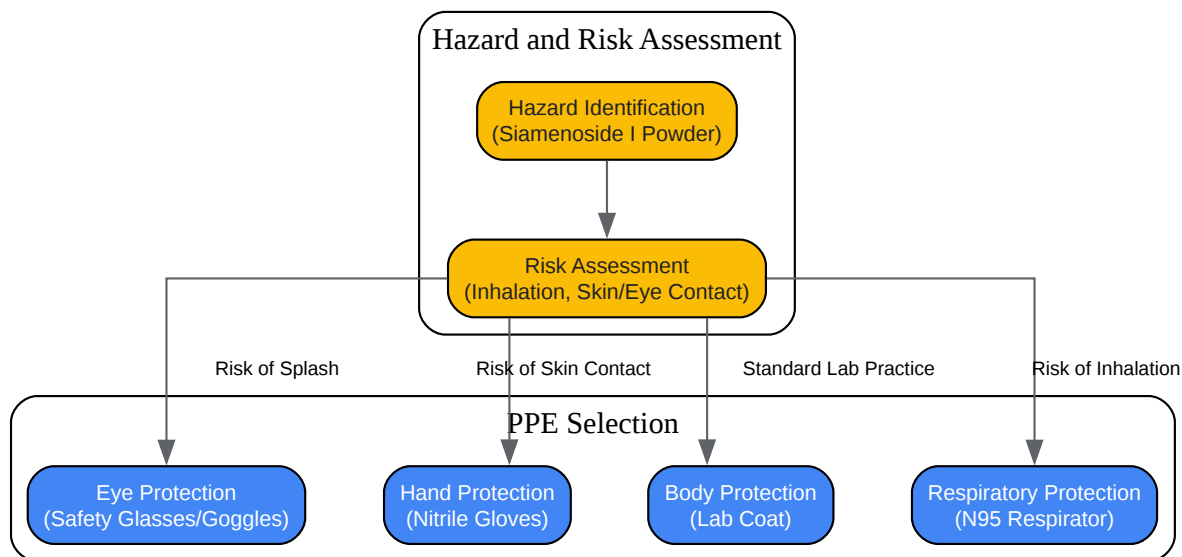 Hazard and Risk Assessment
Hazard Identification
(Siamenoside I Powder)
Risk Assessment
(Inhalation, Skin/Eye Contact)
Risk of Splash
Risk of Skin Contact
Standard Lab Practice
Risk of Inhalation
PPE Selection
Eye Protection
(Safety Glasses/Goggles)
Hand Protection
(Nitrile Gloves)
Body Protection
(Lab Coat)
Respiratory Protection
(N95 Respirator)